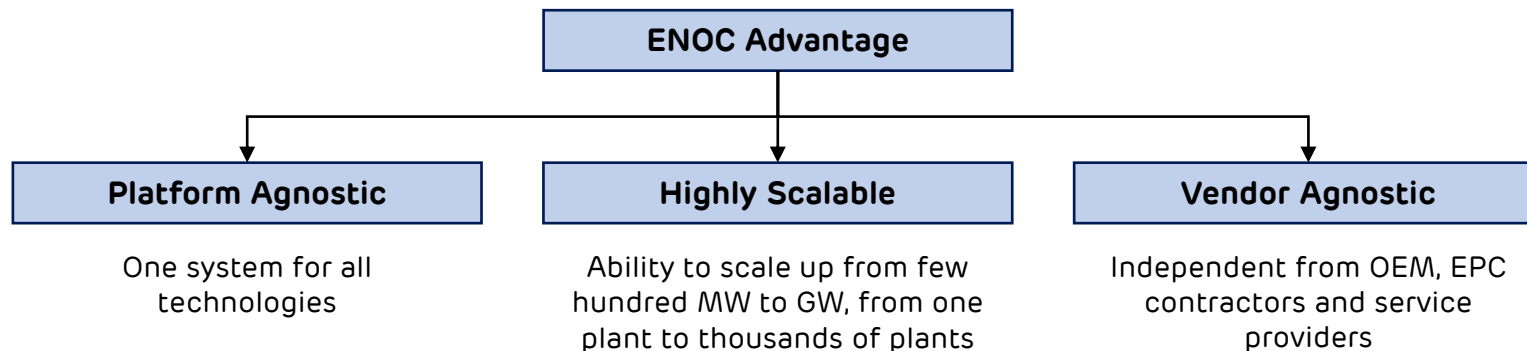 ENOC Advantage
Platform Agnostic
Highly Scalable
Vendor Agnostic
One system for all
technologies
Ability to scale up from few
hundred MW to GW, from one
plant to thousands of plants
Independent from OEM, EPC
contractors and service
providers